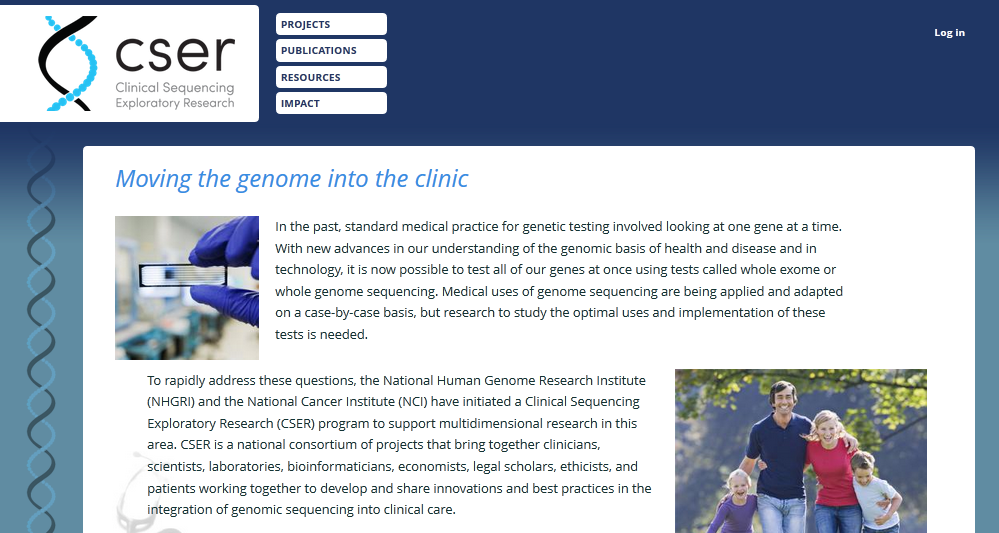 cser
Clinical Sequencing
Exploratory Research
PROJECTS
PUBLICATIONS
RESOURCES
IMPACT
Log in
Moving the genome into the clinic
In the past, standard medical practice for genetic testing involved looking at one gene at a time.
With new advances in our understanding of the genomic basis of health and disease and in
technology, it is now possible to test all of our genes at once using tests called whole exome or
whole genome sequencing. Medical uses of genome sequencing are being applied and adapted
on a case-by-case basis, but research to study the optimal uses and implementation of these
tests is needed.
To rapidly address these questions, the National Human Genome Research Institute
(NHGRI) and the National Cancer Institute (NCI) have initiated a Clinical Sequencing
Exploratory Research (CSER) program to support multidimensional research in this
area. CSER is a national consortium of projects that bring together clinicians,
scientists, laboratories, bioinformaticians, economists, legal scholars, ethicists, and
patients working together to develop and share innovations and best practices in the
integration of genomic sequencing into clinical care.